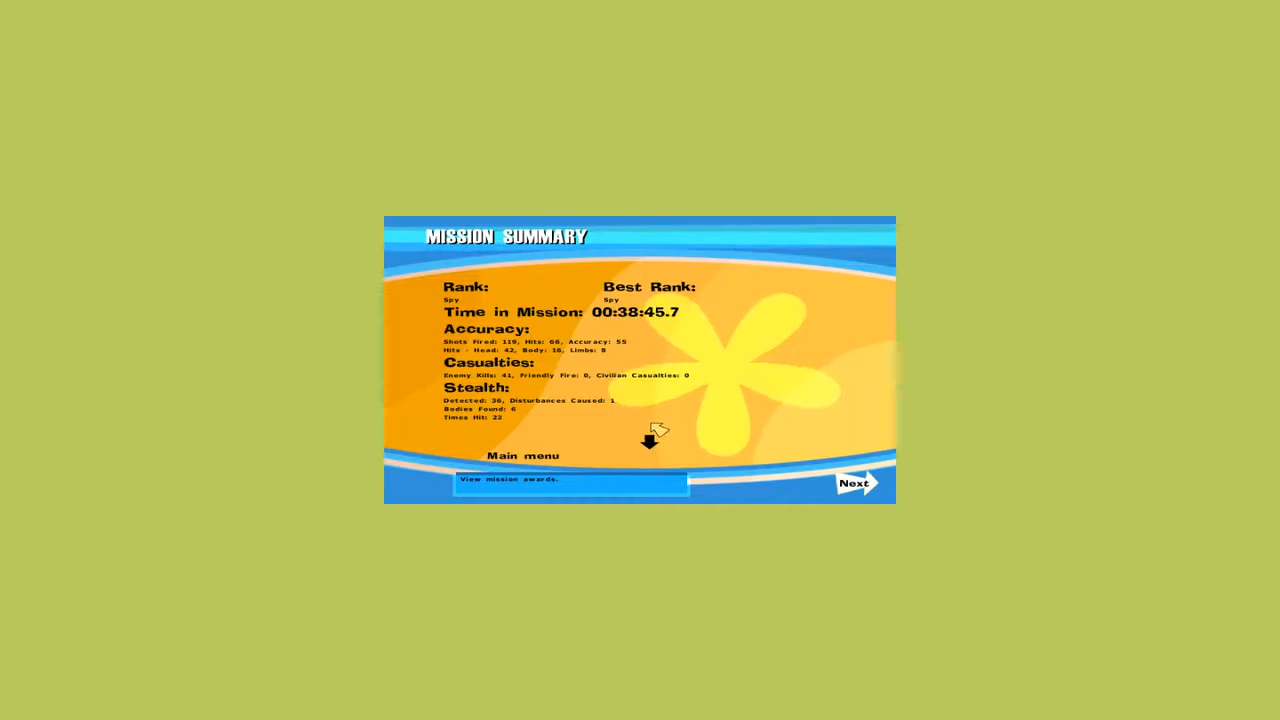 MISSION SUMMARY
Rank: Best Rank:
Spy Spy
Time in Mission: 00:38:45.7
Accuracy:
Shots Fired: 119, Hits: 66, Accuracy: 55
Hits - Head: 42, Body: 16, Limbs: 8
Casualties:
Enemy Kills: 41, Friendly Fire: 0, Civilian Casualties: 0
Stealth:
Detected: 36, Disturbances Caused: 1
Bodies Found: 6
Times Hit: 22
Main menu
View mission awards.
Next